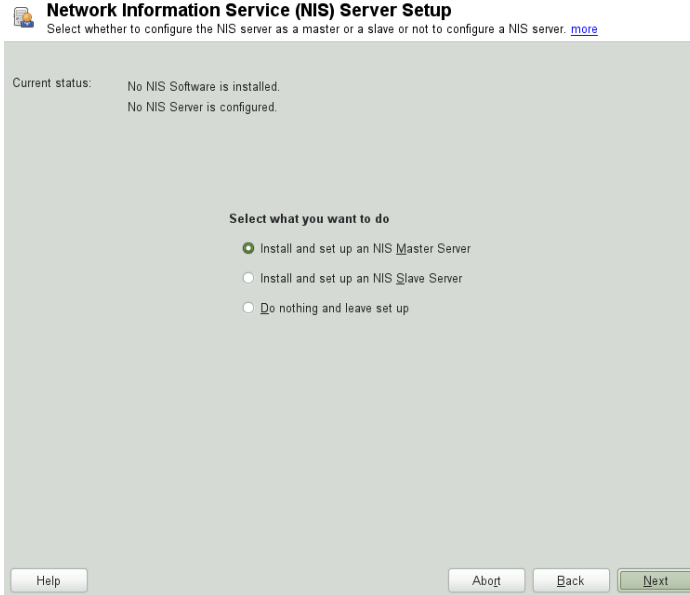 Network Information Service (NIS) Server Setup
Select whether to configure the NIS server as a master or a slave or not to configure a NIS server. more
Current status:
No NIS Software is installed.
No NIS Server is configured.
Select what you want to do
Install and set up an NIS Master Server
Install and set up an NIS Slave Server
Do nothing and leave set up
Help
Abort
Back
Next